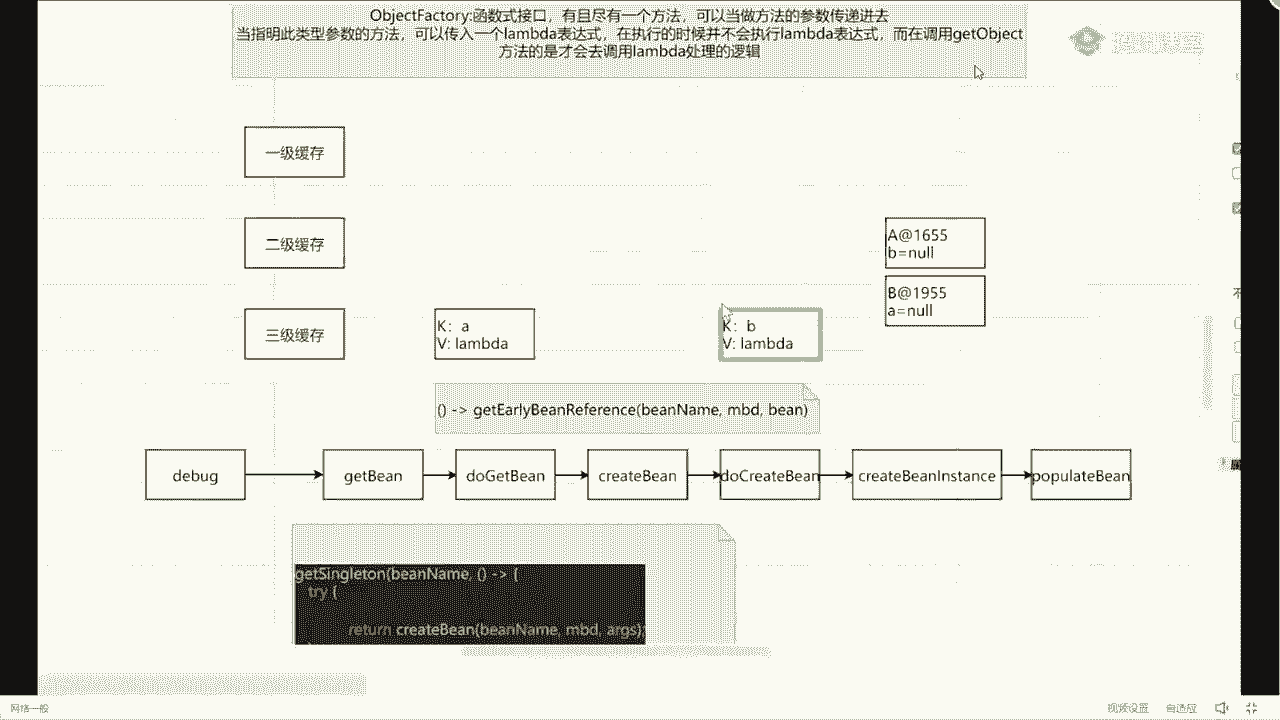 ObjectFactory:函数式接口，有且尽有一个方法，可以当做方法的参数传递进去
当指明此类型参数的方法，可以传入一个lambda表达式，在执行的时候并不会执行lambda表达式，而在调用getObject
方法的是才会去调用lambda处理的逻辑
一级缓存
二级缓存
A@1655
b=null
B@1955
a=null
三级缓存
K：a
V: lambda
K：b
V: lambda
() -> getEarlyBeanReference(beanName, mbd, bean)
debug
getBean
doGetBean
createBean
doCreateBean
createBeanInstance
populateBean
getSingleton(beanName, () -> {
try {
return createBean(beanName, mbd, args);
网络一般
视频设置
自适应